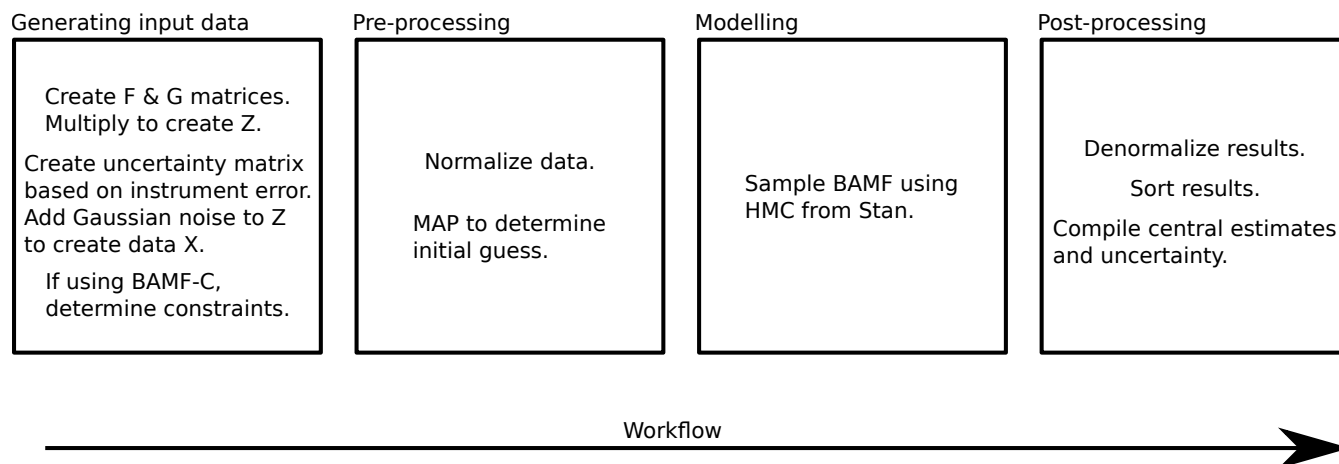 Generating input data
Create F & G matrices.
Multiply to create Z.
Create uncertainty matrix
based on instrument error.
Add Gaussian noise to Z
to create data X.
If using BAMF-C,
determine constraints.
Pre-processing
Normalize data.
MAP to determine
initial guess.
Modelling
Sample BAMF using
HMC from Stan.
Post-processing
Denormalize results.
Sort results.
Compile central estimates
and uncertainty.
Workflow